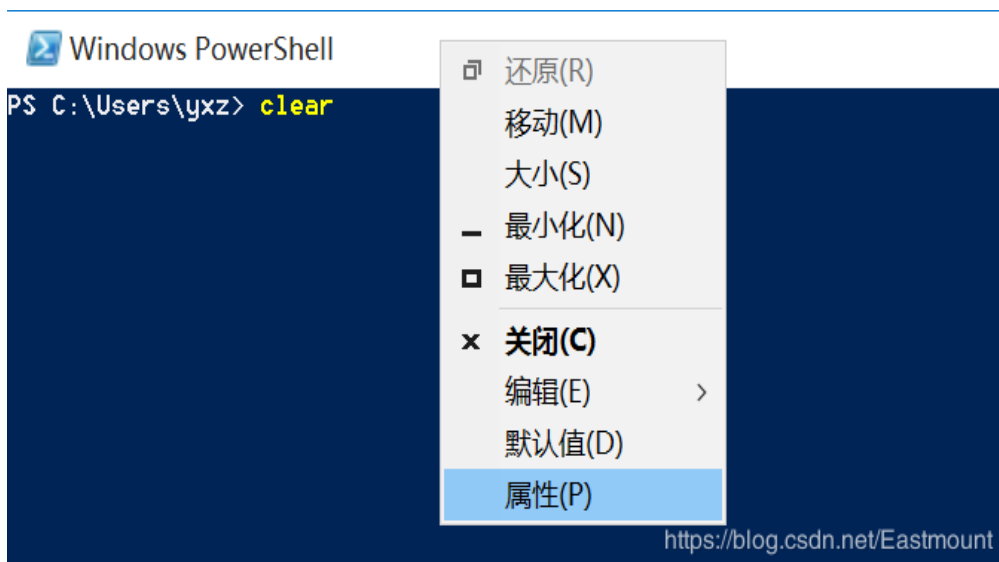 Windows PowerShell
PS C:\Users\yxz> clear
还原(R)
移动(M)
大小(S)
最小化(N)
最大化(X)
关闭(C)
编辑(E)
默认值(D)
属性(P)
https://blog.csdn.net/Eastmount